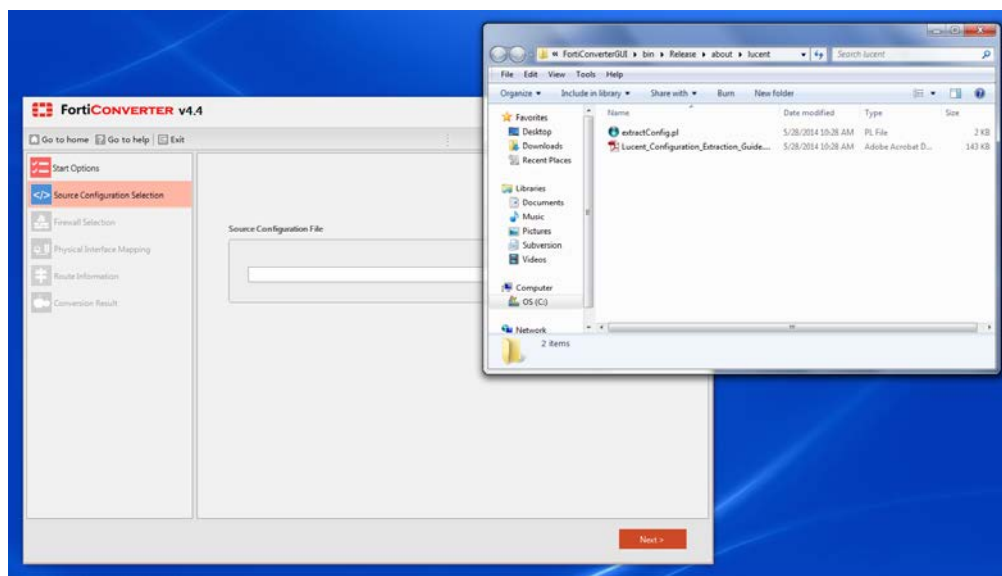 FortiCONVERTER v4.4
Go to home Go to help Exit
Start Options
</> Source Configuration Selection
Firewall Selection
Physical Interface Mapping
Route Information
Conversion Result
Source Configuration File
Next >
« FortiConverterGUI ▸ bin ▸ Release ▸ about ▸ lucent
Search lucent
File Edit View Tools Help
Organize Include in library Share with Burn New folder
Favorites
Desktop
Downloads
Recent Places
Libraries
Documents
Music
Pictures
Subversion
Videos
Computer
OS (C:)
Network
Name Date modified Type Size
extractConfig.pl 5/28/2014 10:28 AM PL File 2 KB
Lucent_Configuration_Extraction_Guide.... 5/28/2014 10:28 AM Adobe Acrobat D... 143 KB
2 items